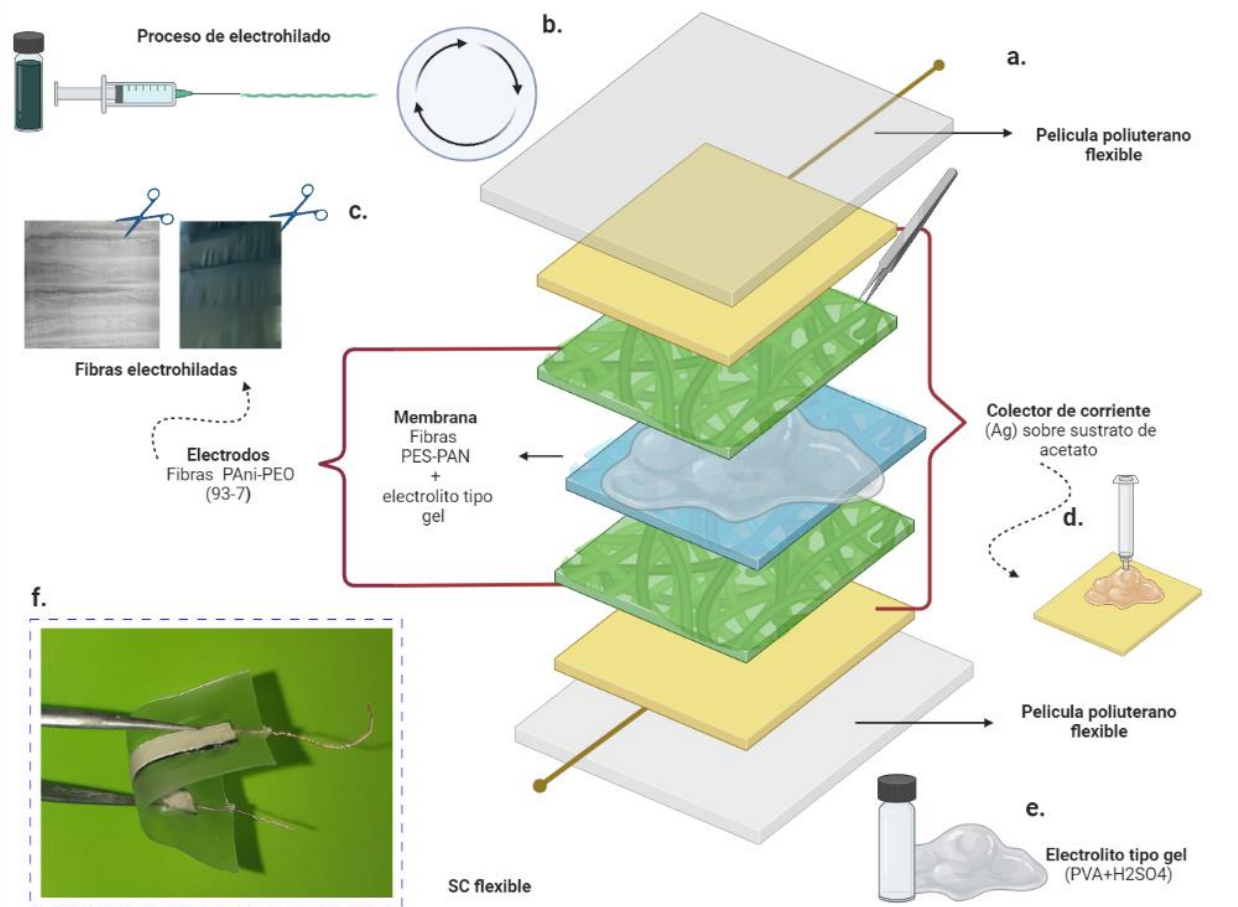 Proceso de electrohilado
b.
a.
Pelicula poliuterano
flexible
c.
Fibras electrohiladas
Electrodos
Fibras PAni-PEO
(93-7)
Membrana
Fibras
PES-PAN
+
electrolito tipo
gel
Colector de corriente
(Ag) sobre sustrato de
acetato
d.
f.
Pelicula poliuterano
flexible
e.
Electrolito tipo gel
(PVA+H2SO4)
SC flexible